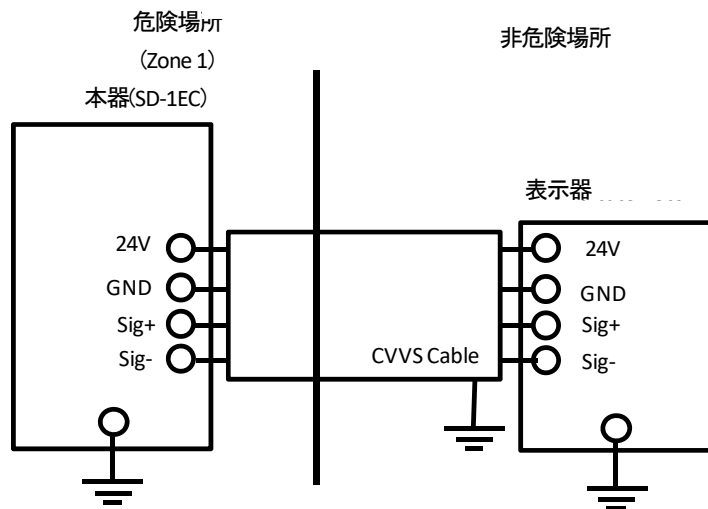 危険場所
(Zone 1)
本器(SD-1EC)
非危険場所
表示器
24V
GND
Sig+
Sig-
CVVS Cable
24V
GND
Sig+
Sig-